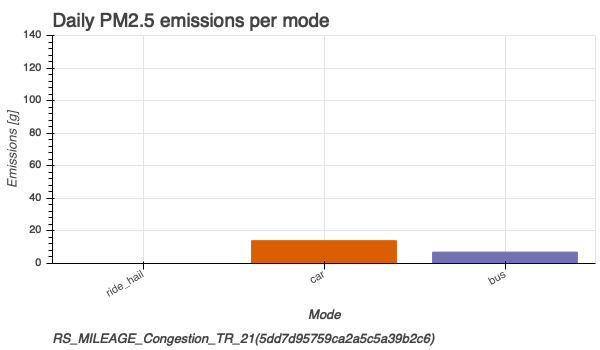 Daily PM2.5 emissions per mode
Emissions [g]
140
120
100
80
60
40
20
0
ride_hail
car
bus
Mode
RS_MILEAGE_Congestion_TR_21(5dd7d95759ca2a5c5a39b2c6)